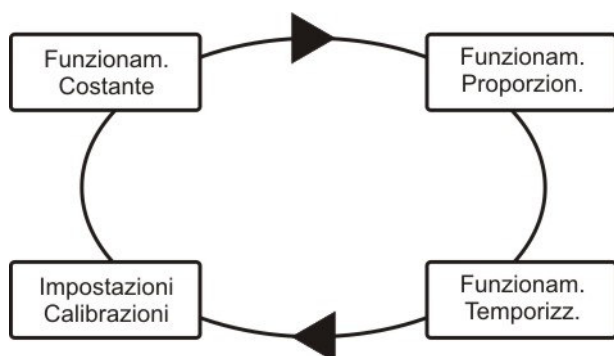 Funzionam.
Costante
Funzionam.
Proporzion.
Impostazioni
Calibrazioni
Funzionam.
Temporizz.